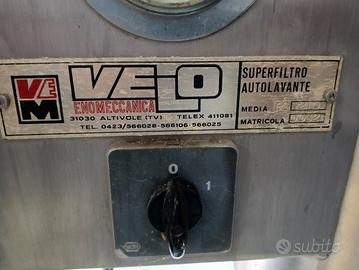 VM VELO
ENOMECCANICA
31030 ALTIVOLE (TV) TELEX 411081
TEL. 0423/566028-566106-566025
SUPERFILTRO
AUTOLAVANTE
MEDIA
MATRICOLA
0
1
subito